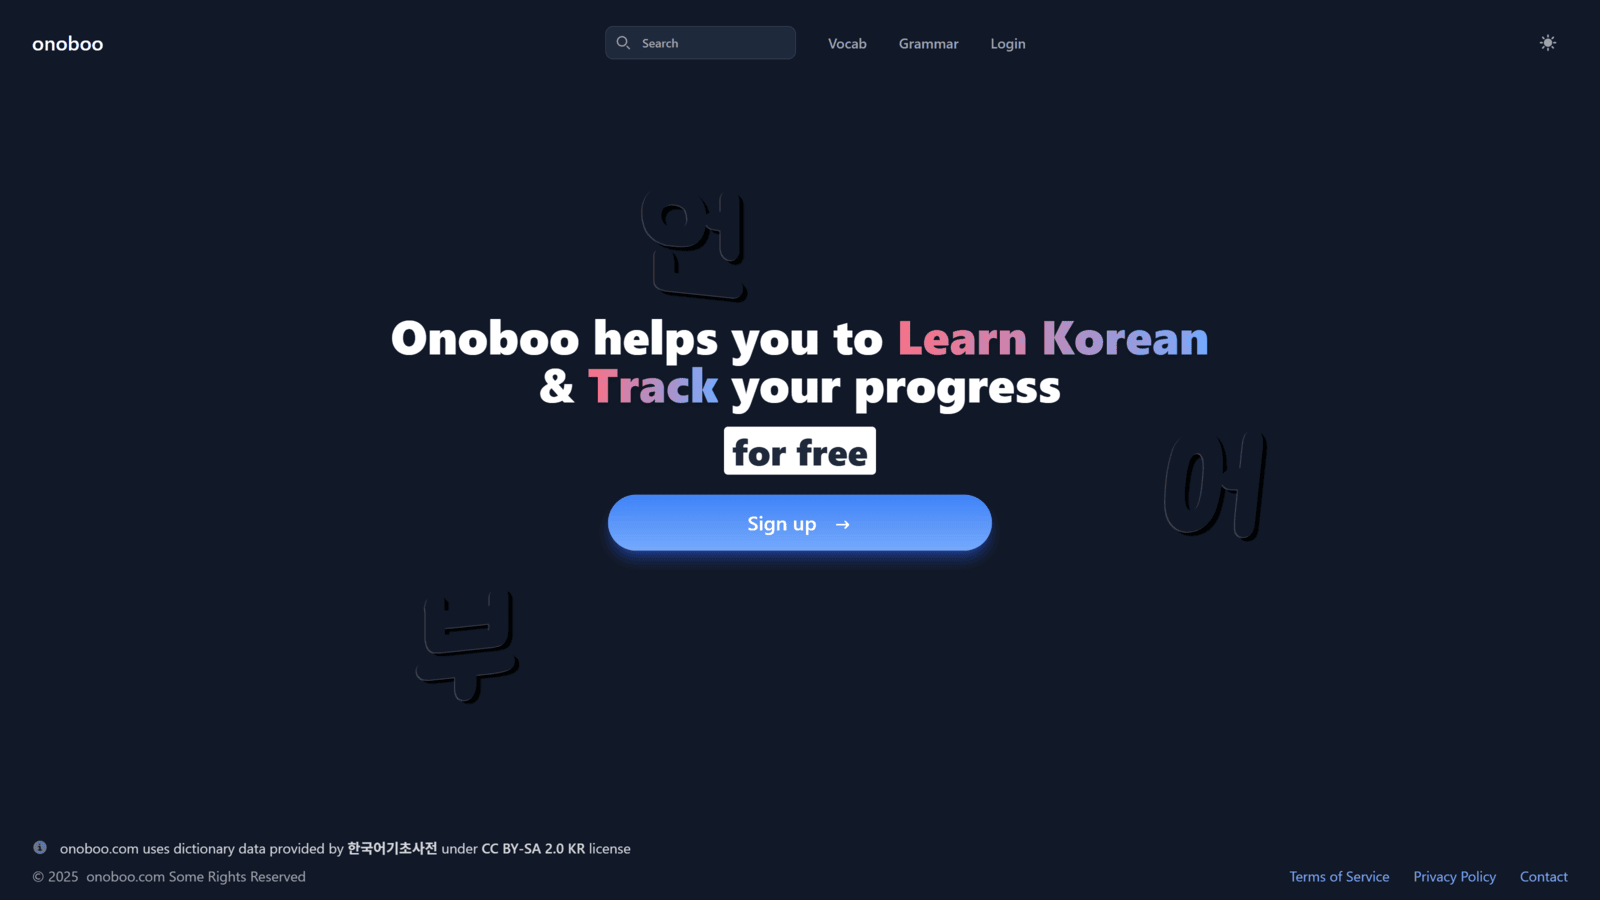 onoboo
Search
Vocab
Grammar
Login
언
Onoboo helps you to Learn Korean
& Track your progress
for free
어
Sign up →
부
onoboo.com uses dictionary data provided by 한국어기초사전 under CC BY-SA 2.0 KR license
© 2025 onoboo.com Some Rights Reserved
Terms of Service
Privacy Policy
Contact